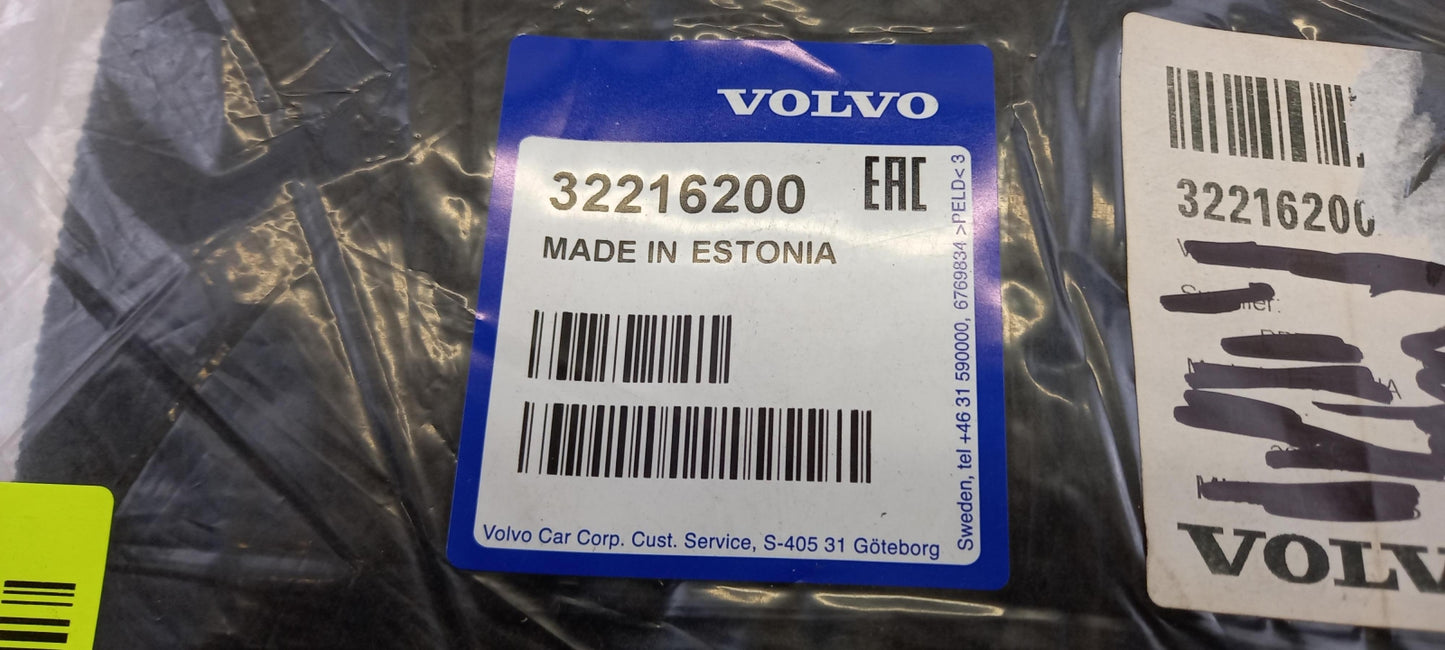 VOLVO
32216200
EAC
MADE IN ESTONIA
Volvo Car Corp. Cust. Service, S-405 31 Göteborg
Sweden, tel +46 31 590000, 6769834 >PELD< 3
32216200
VOLV